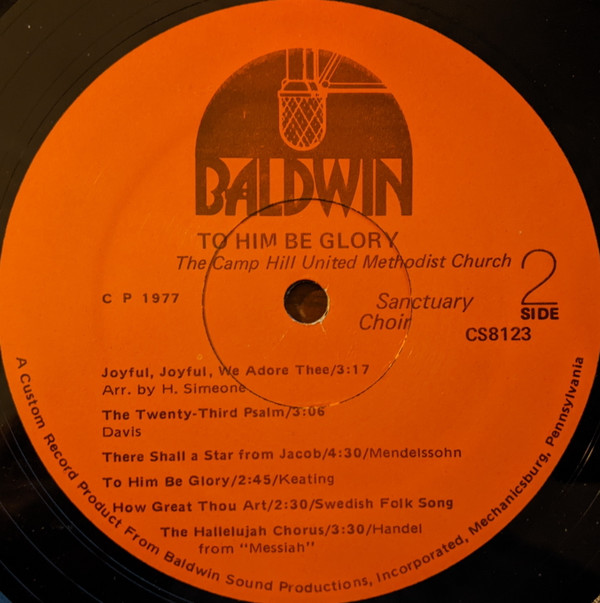 BALDWIN
TO HIM BE GLORY
The Camp Hill United Methodist Church
C P 1977
Sanctuary
Choir
2
SIDE
CS8123
Joyful, Joyful, We Adore Thee/3:17
Arr. by H. Simeone
The Twenty-Third Psalm/3:06
Davis
There Shall a Star from Jacob/4:30/Mendelssohn
To Him Be Glory/2:45/Keating
How Great Thou Art/2:30/Swedish Folk Song
The Hallelujah Chorus/3:30/Handel
from "Messiah"
A Custom Record Product From Baldwin Sound Productions, Incorporated, Mechanicsburg, Pennsylvania